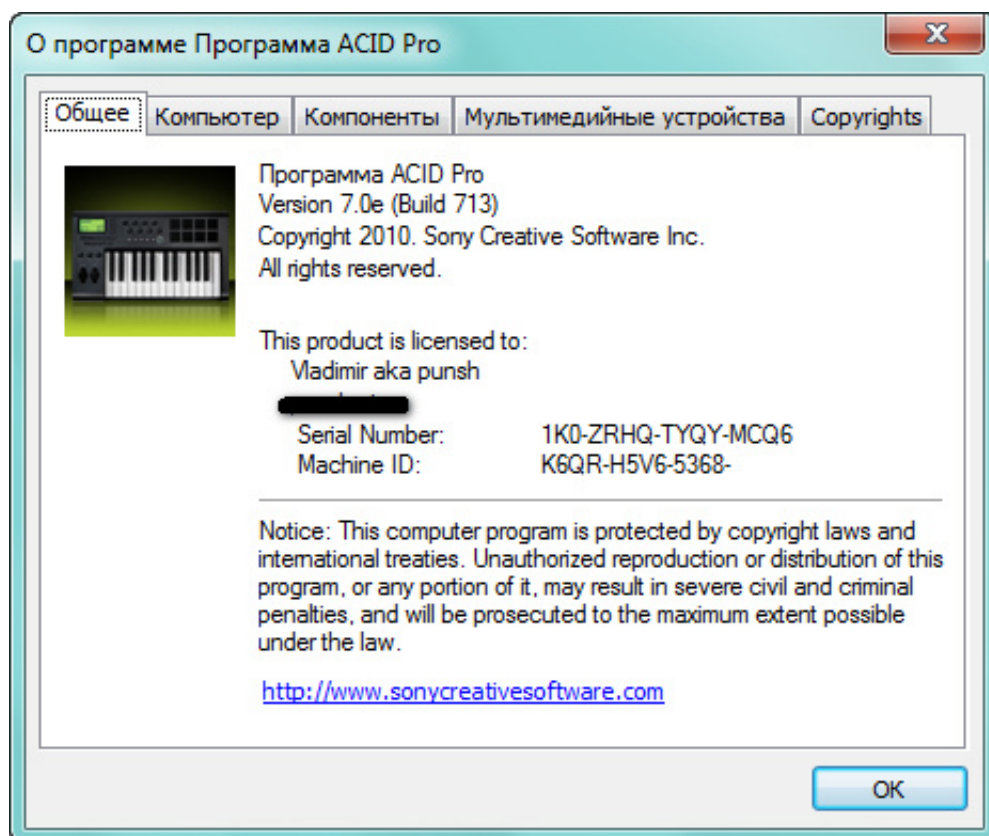 О программе Программа ACID Pro
Общее Компьютер Компоненты Мультимедийные устройства Copyrights
Программа ACID Pro
Version 7.0e (Build 713)
Copyright 2010. Sony Creative Software Inc.
All rights reserved.
This product is licensed to:
Vladimir aka punsh
Serial Number: 1K0-ZRHQ-TYQY-MCQ6
Machine ID: K6QR-H5V6-5368-
Notice: This computer program is protected by copyright laws and
international treaties. Unauthorized reproduction or distribution of this
program, or any portion of it, may result in severe civil and criminal
penalties, and will be prosecuted to the maximum extent possible
under the law.
http://www.sonycreativesoftware.com
OK